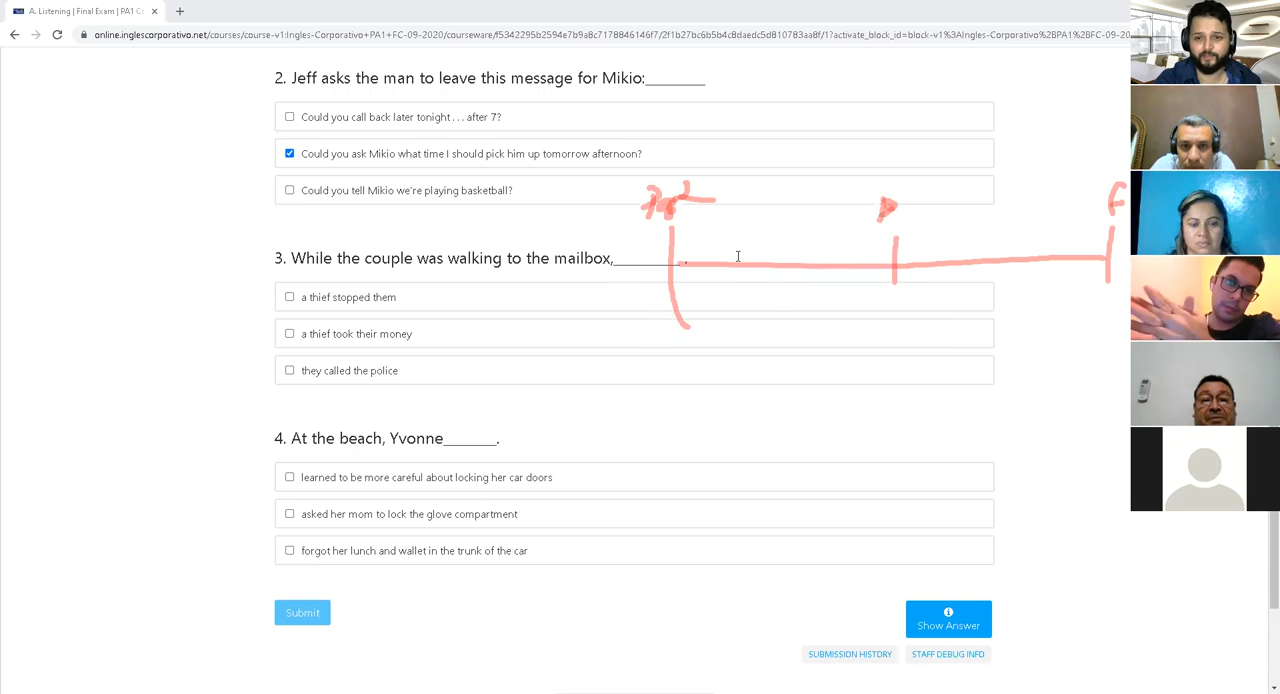 A. Listening | Final Exam | PA1 Co
online.inglescorporativo.net/courses/course-v1:Ingles-Corporativo+PA1+FC-09-20
2. Jeff asks the man to leave this message for Mikio:________
Could you call back later tonight . . . after 7?
Could you ask Mikio what time I should pick him up tomorrow afternoon?
Could you tell Mikio we're playing basketball?
P
F
3. While the couple was walking to the mailbox,_________.
a thief stopped them
a thief took their money
they called the police
4. At the beach, Yvonne_______.
learned to be more careful about locking her car doors
asked her mom to lock the glove compartment
forgot her lunch and wallet in the trunk of the car
Submit
Show Answer
SUBMISSION HISTORY
STAFF DEBUG INFO